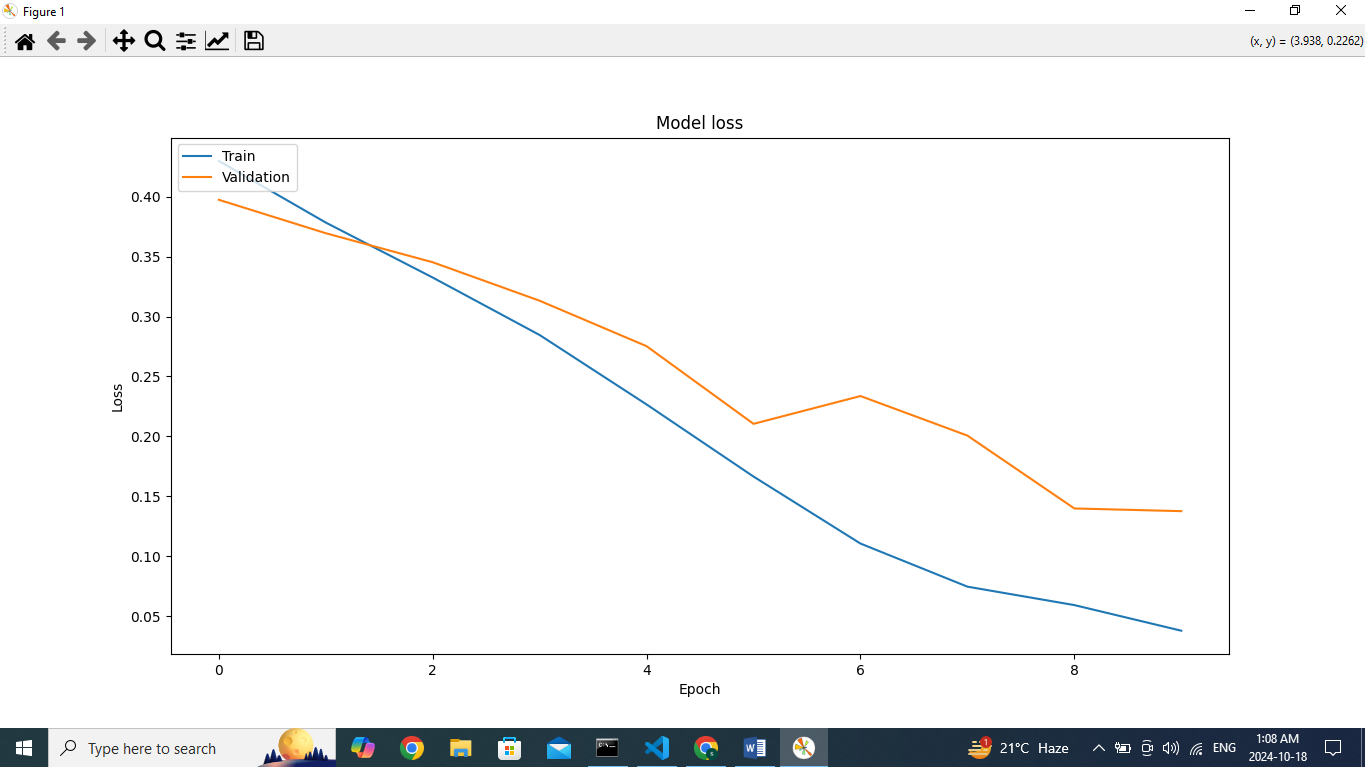 Figure 1
(x, y) = (3.938, 0.2262)
Model loss
Train
Validation
0.40
0.35
0.30
0.25
0.20
0.15
0.10
0.05
Loss
0 2 4 6 8
Epoch
Type here to search
1
21°C Haze
ENG
1:08 AM
2024-10-18